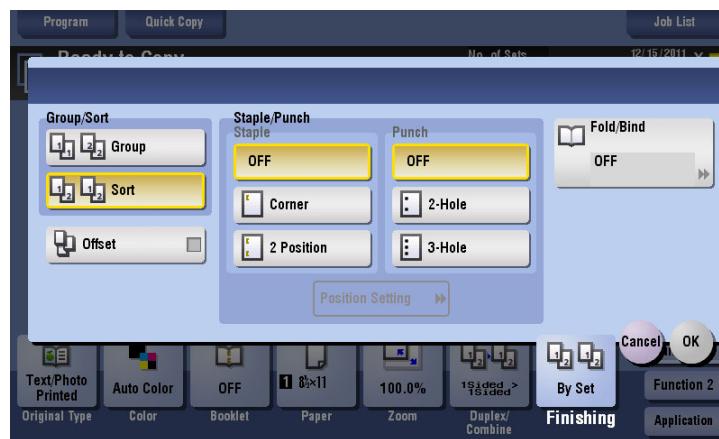 Program
Quick Copy
Job List
Ready to Copy
No. of Sets
12/15/2011
Group/Sort
Group
Sort
Offset
Staple/Punch
Staple
OFF
Corner
2 Position
Punch
OFF
2-Hole
3-Hole
Position Setting
Fold/Bind
OFF
Cancel
OK
Text/Photo
Printed
Original Type
Auto Color
Color
OFF
Booklet
1 8½×11
Paper
100.0%
Zoom
1Sided >
1Sided
Duplex/
Combine
By Set
Finishing
Function 2
Application